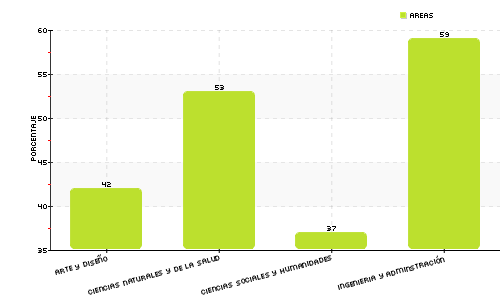 AREAS
60
55
50
45
40
35
PORCENTAJE
42
53
37
59
ARTE Y DISEÑO
CIENCIAS NATURALES Y DE LA SALUD
CIENCIAS SOCIALES Y HUMANIDADES
INGENIERIA Y ADMINSTRACIÓN